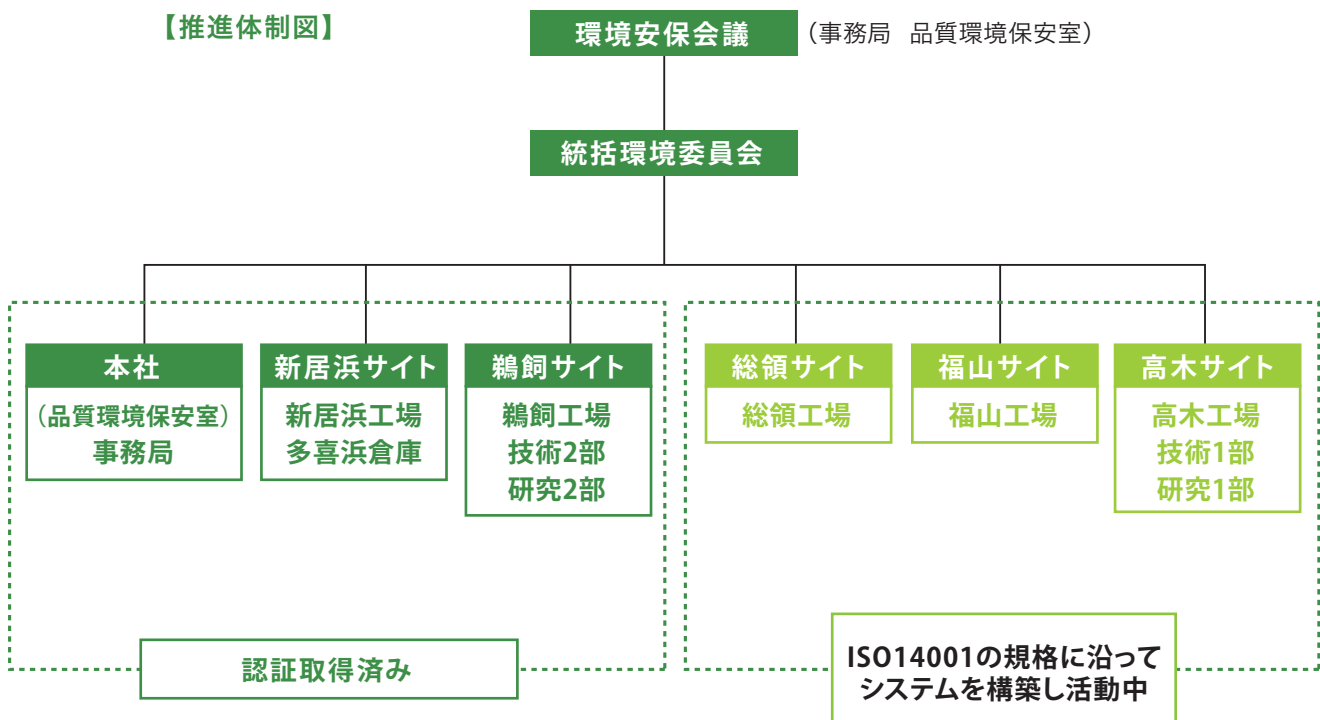 【推進体制図】
環境安保会議
（事務局 品質環境保安室）
統括環境委員会
本社
（品質環境保安室）
事務局
新居浜サイト
新居浜工場
多喜浜倉庫
鵜飼サイト
鵜飼工場
技術2部
研究2部
総領サイト
総領工場
福山サイト
福山工場
高木サイト
高木工場
技術1部
研究1部
認証取得済み
ISO14001の規格に沿って
システムを構築し活動中